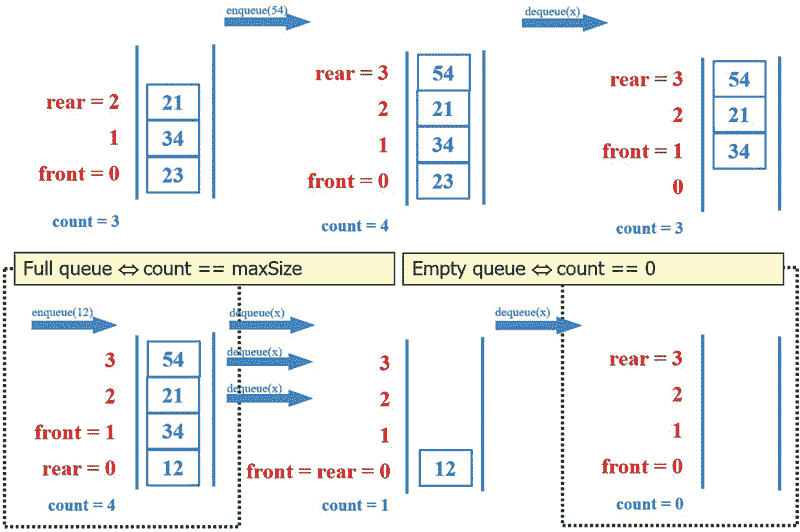 enqueue(54)
dequeue(x)
rear = 2
21
1
34
front = 0
23
count = 3
rear = 3
54
2
21
1
34
front = 0
23
count = 4
rear = 3
54
2
21
front = 1
34
0
count = 3
Full queue ⇔ count == maxSize
Empty queue ⇔ count == 0
enqueue(12)
3
54
2
21
front = 1
34
rear = 0
12
count = 4
dequeue(x)
dequeue(x)
dequeue(x)
3
2
1
front = rear = 0
12
count = 1
dequeue(x)
rear = 3
2
1
front = 0
count = 0